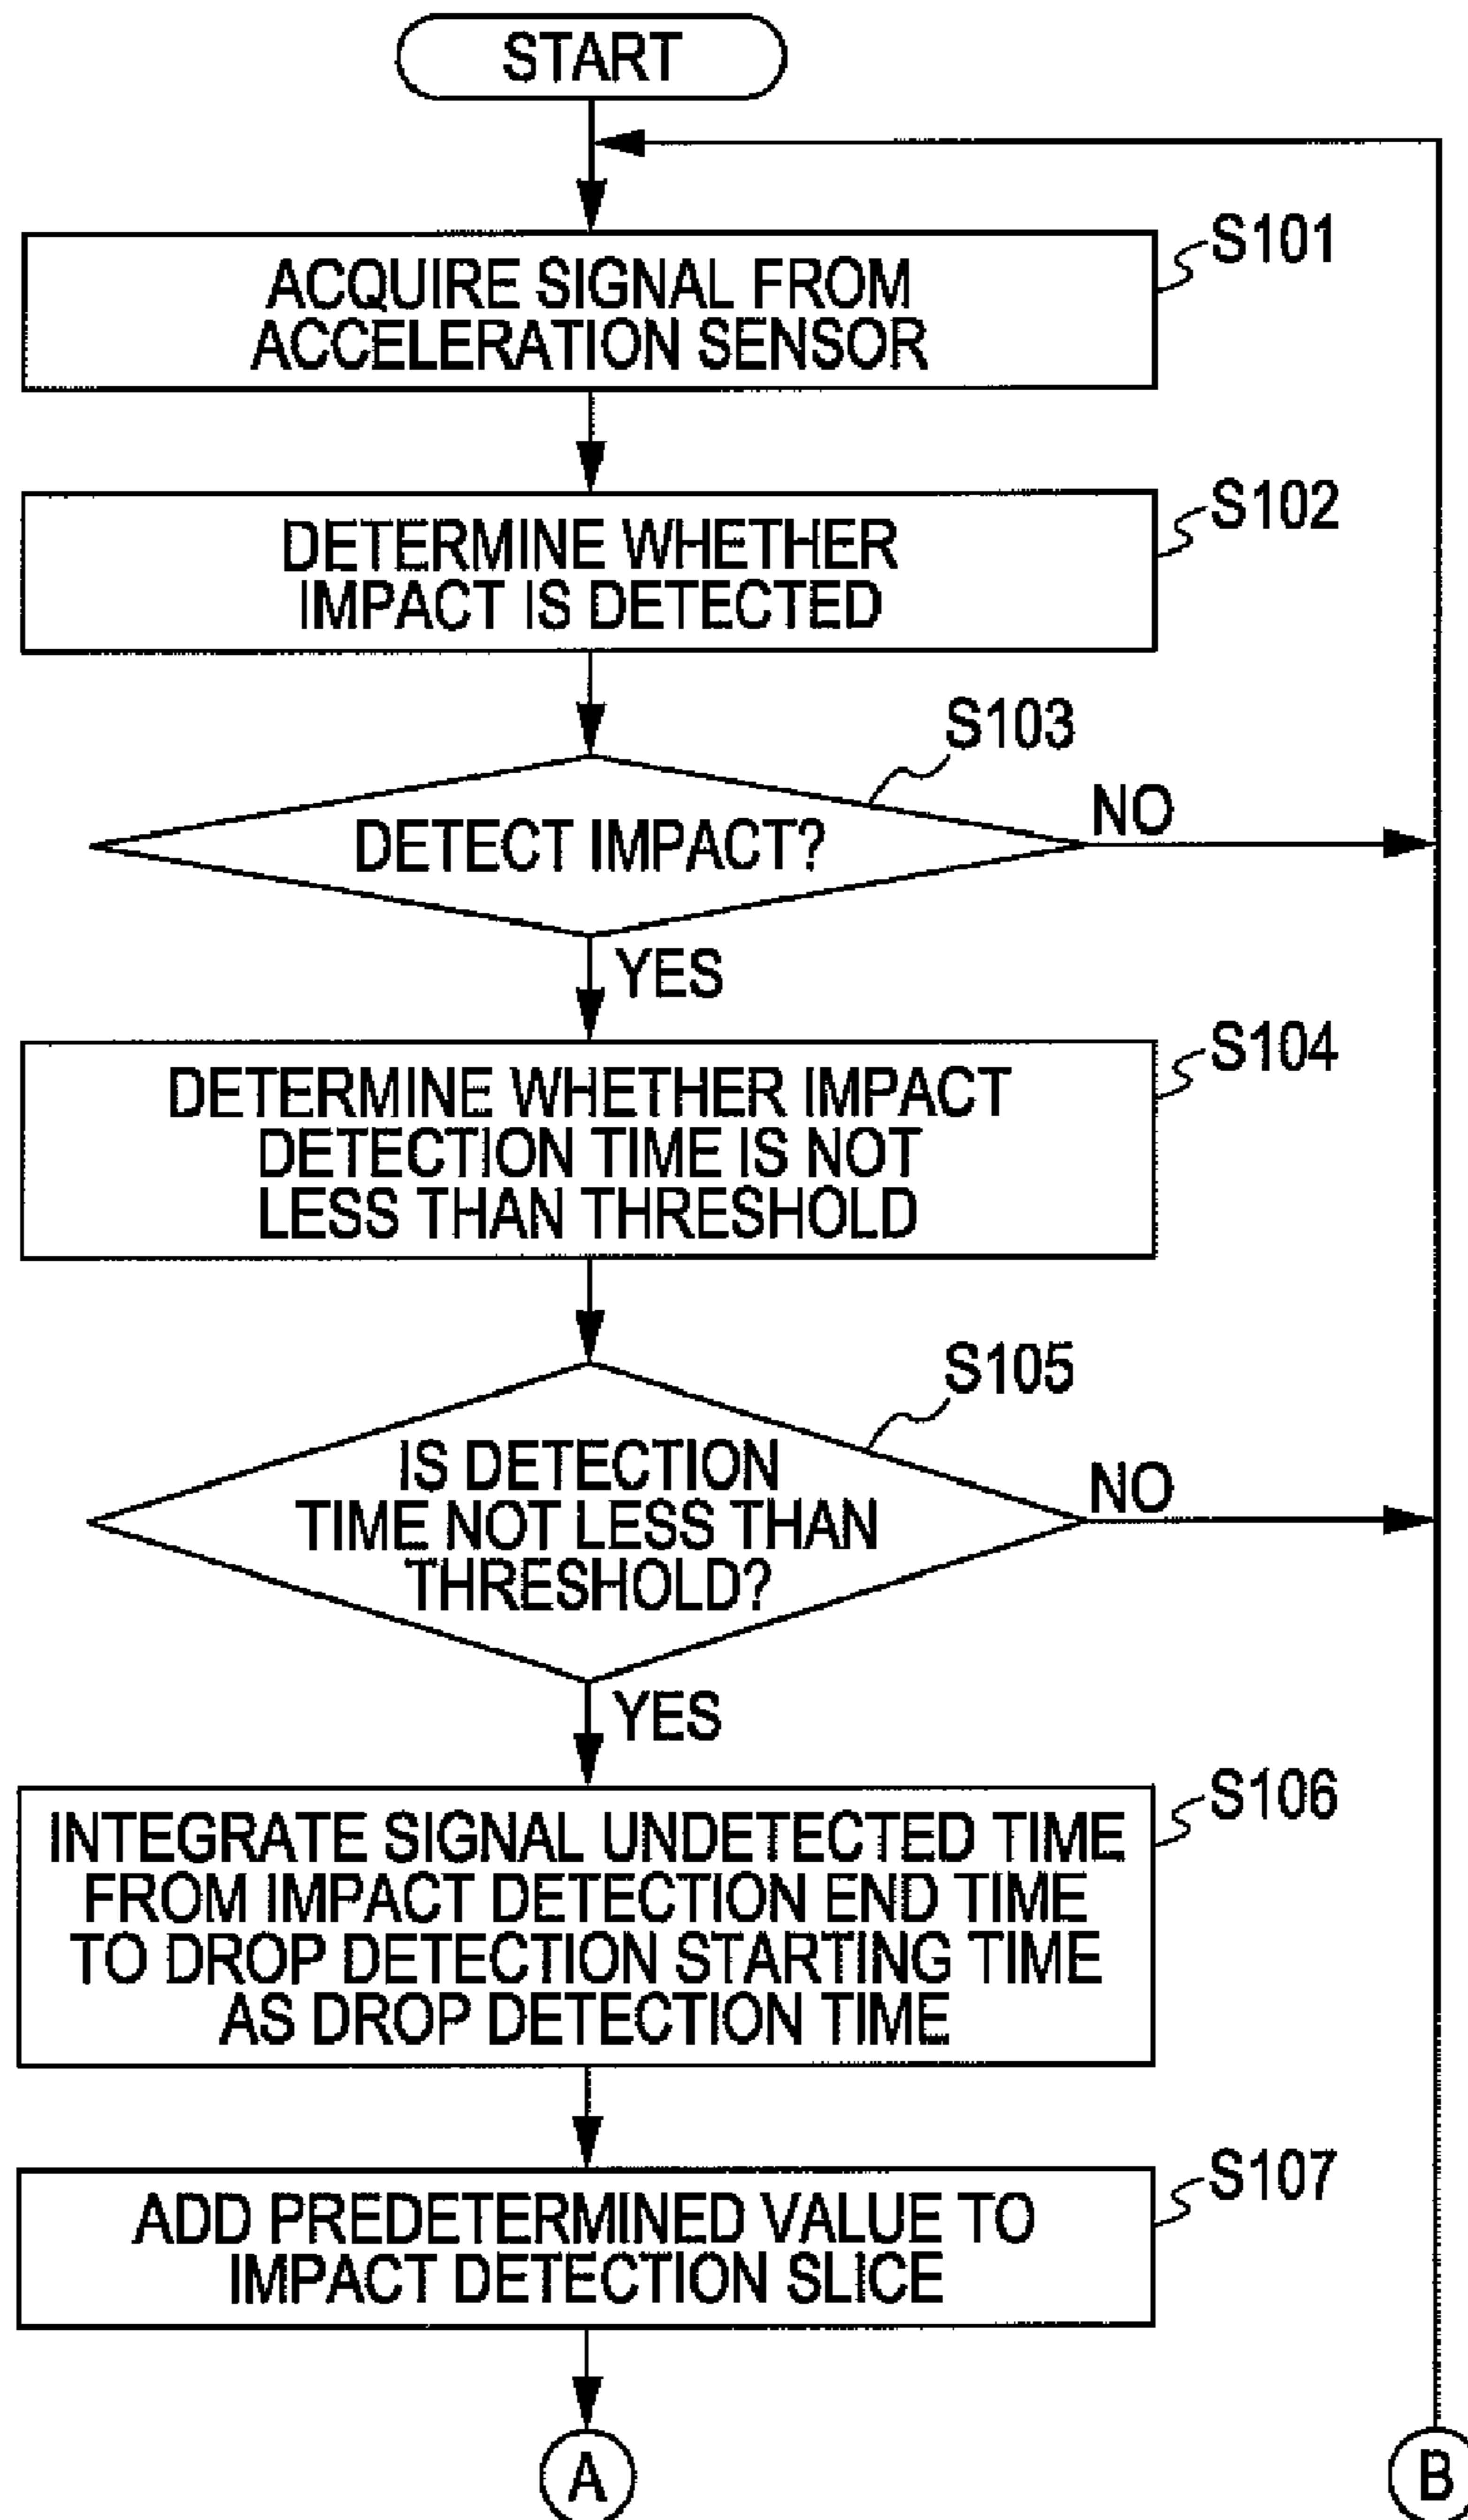 START
S101
ACQUIRE SIGNAL FROM
ACCELERATION SENSOR
S102
DETERMINE WHETHER
IMPACT IS DETECTED
S103
DETECT IMPACT?
NO
YES
S104
DETERMINE WHETHER IMPACT
DETECTION TIME IS NOT
LESS THAN THRESHOLD
S105
IS DETECTION
TIME NOT LESS THAN
THRESHOLD?
NO
YES
S106
INTEGRATE SIGNAL UNDETECTED TIME
FROM IMPACT DETECTION END TIME
TO DROP DETECTION STARTING TIME
AS DROP DETECTION TIME
S107
ADD PREDETERMINED VALUE TO
IMPACT DETECTION SLICE
A
B